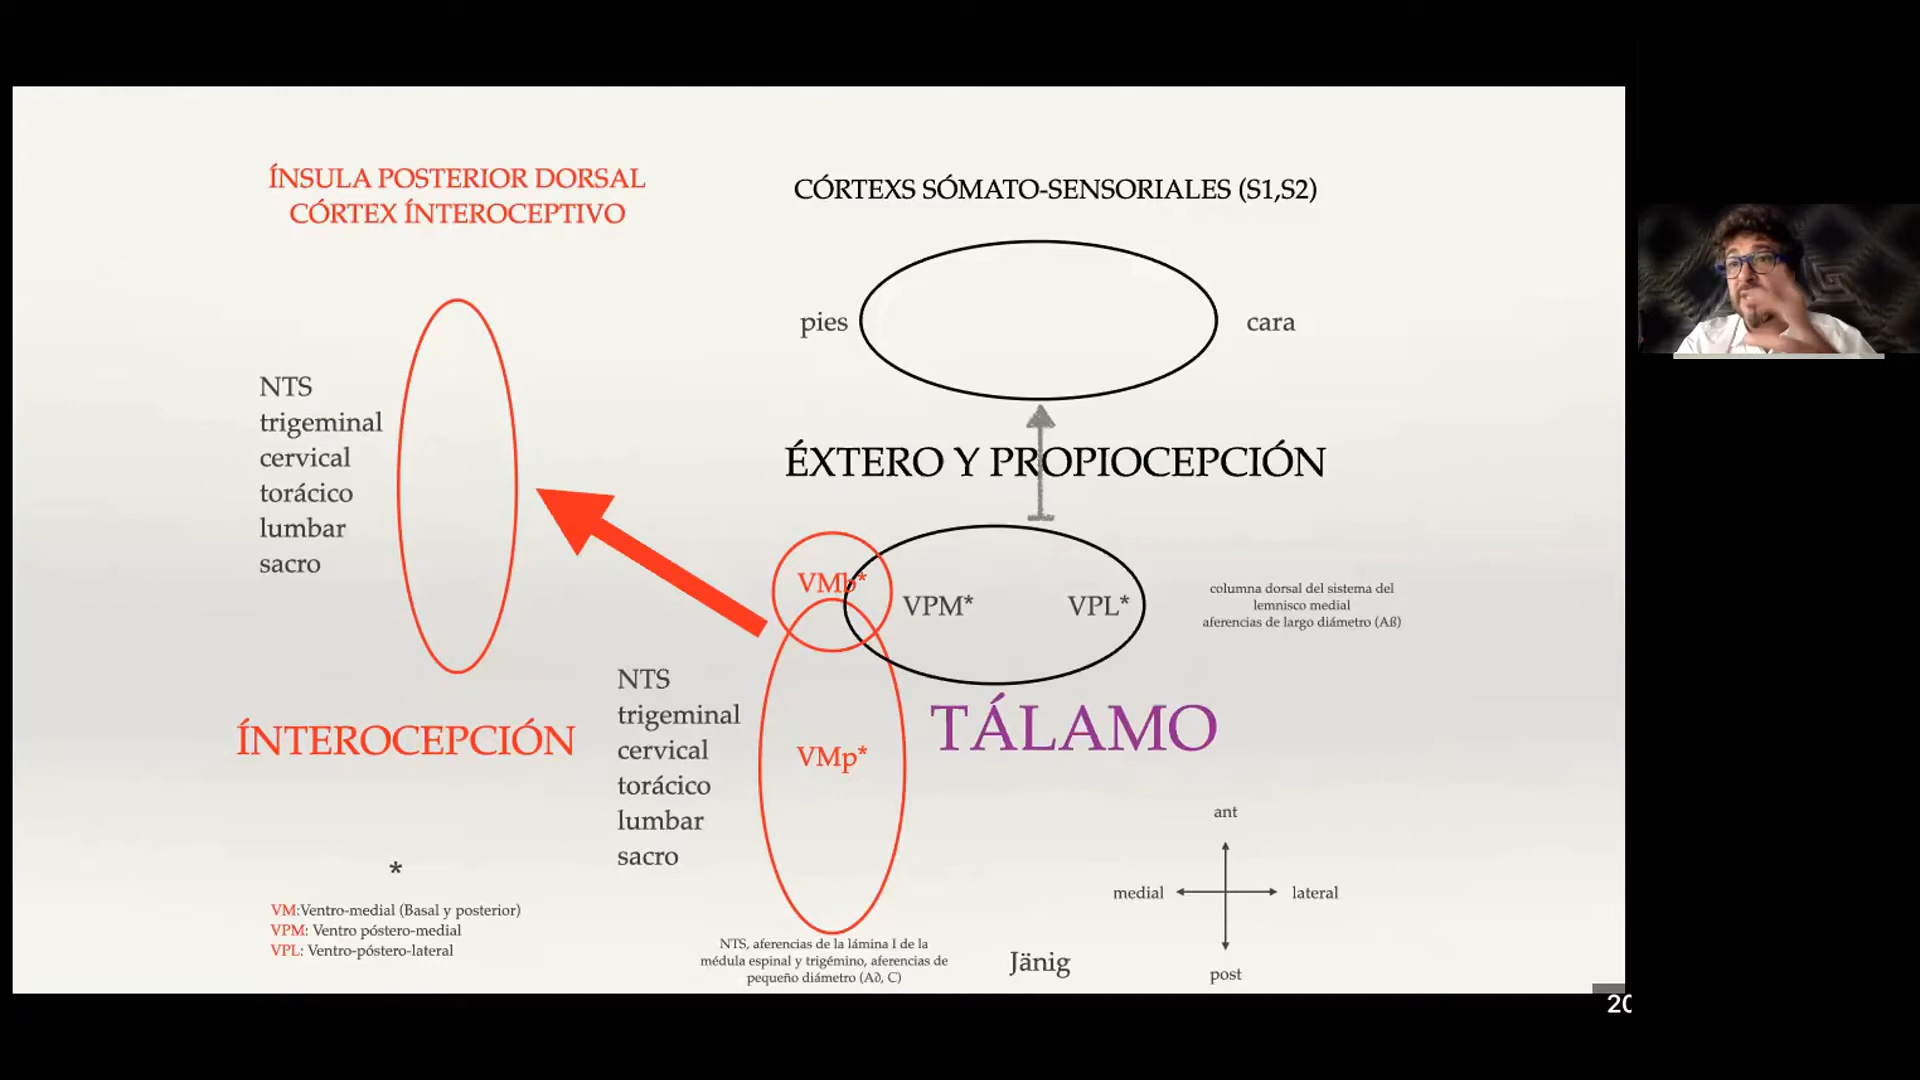 ÍNSULA POSTERIOR DORSAL
CÓRTEX ÍNTEROCEPTIVO
CÓRTEXS SÓMATO-SENSORIALES (S1,S2)
pies
cara
NTS
trigeminal
cervical
torácico
lumbar
sacro
ÉXTERO Y PROPIOCEPCIÓN
VMb*
VPM*
VPL*
columna dorsal del sistema del
lemnisco medial
aferencias de largo diámetro (Aß)
ÍNTEROCEPCIÓN
NTS
trigeminal
cervical
torácico
lumbar
sacro
VMp*
TÁLAMO
*
VM:Ventro-medial (Basal y posterior)
VPM: Ventro póstero-medial
VPL: Ventro-póstero-lateral
NTS, aferencias de la lámina I de la
médula espinal y trigémino, aferencias de
pequeño diámetro (A∂, C)
Jänig
ant
medial
lateral
post
20